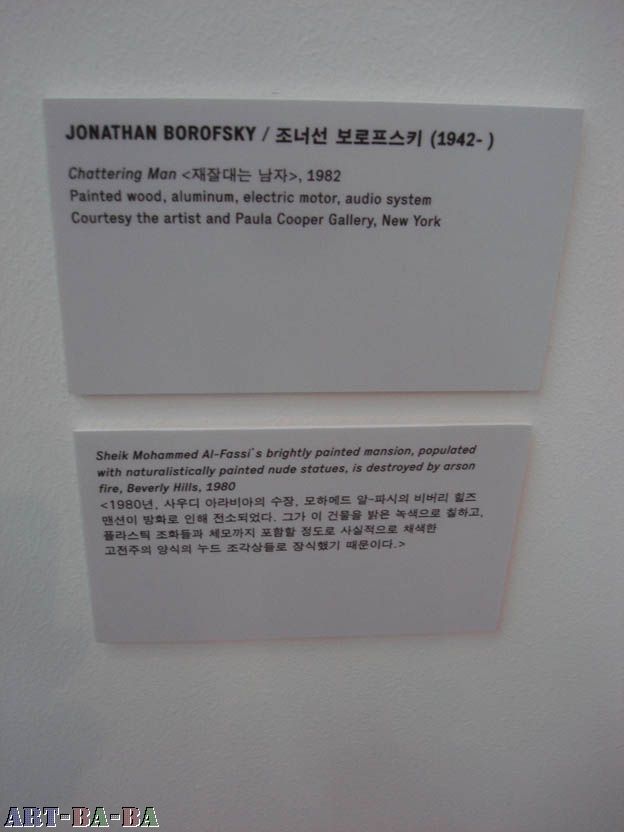 JONATHAN BOROFSKY / 조너선 보로프스키 (1942- )
Chattering Man <재잘대는 남자>, 1982
Painted wood, aluminum, electric motor, audio system
Courtesy the artist and Paula Cooper Gallery, New York
Sheik Mohammed Al-Fassi's brightly painted mansion, populated
with naturalistically painted nude statues, is destroyed by arson
fire, Beverly Hills, 1980
<1980년, 사우디 아라비아의 수장, 모하메드 알-파시의 비버리 힐즈
맨션이 방화로 인해 전소되었다. 그가 이 건물을 밝은 녹색으로 칠하고,
플라스틱 조화들과 체모까지 포함할 정도로 사실적으로 채색한
고전주의 양식의 누드 조각상들로 장식했기 때문이다.>
ART-BA-BA